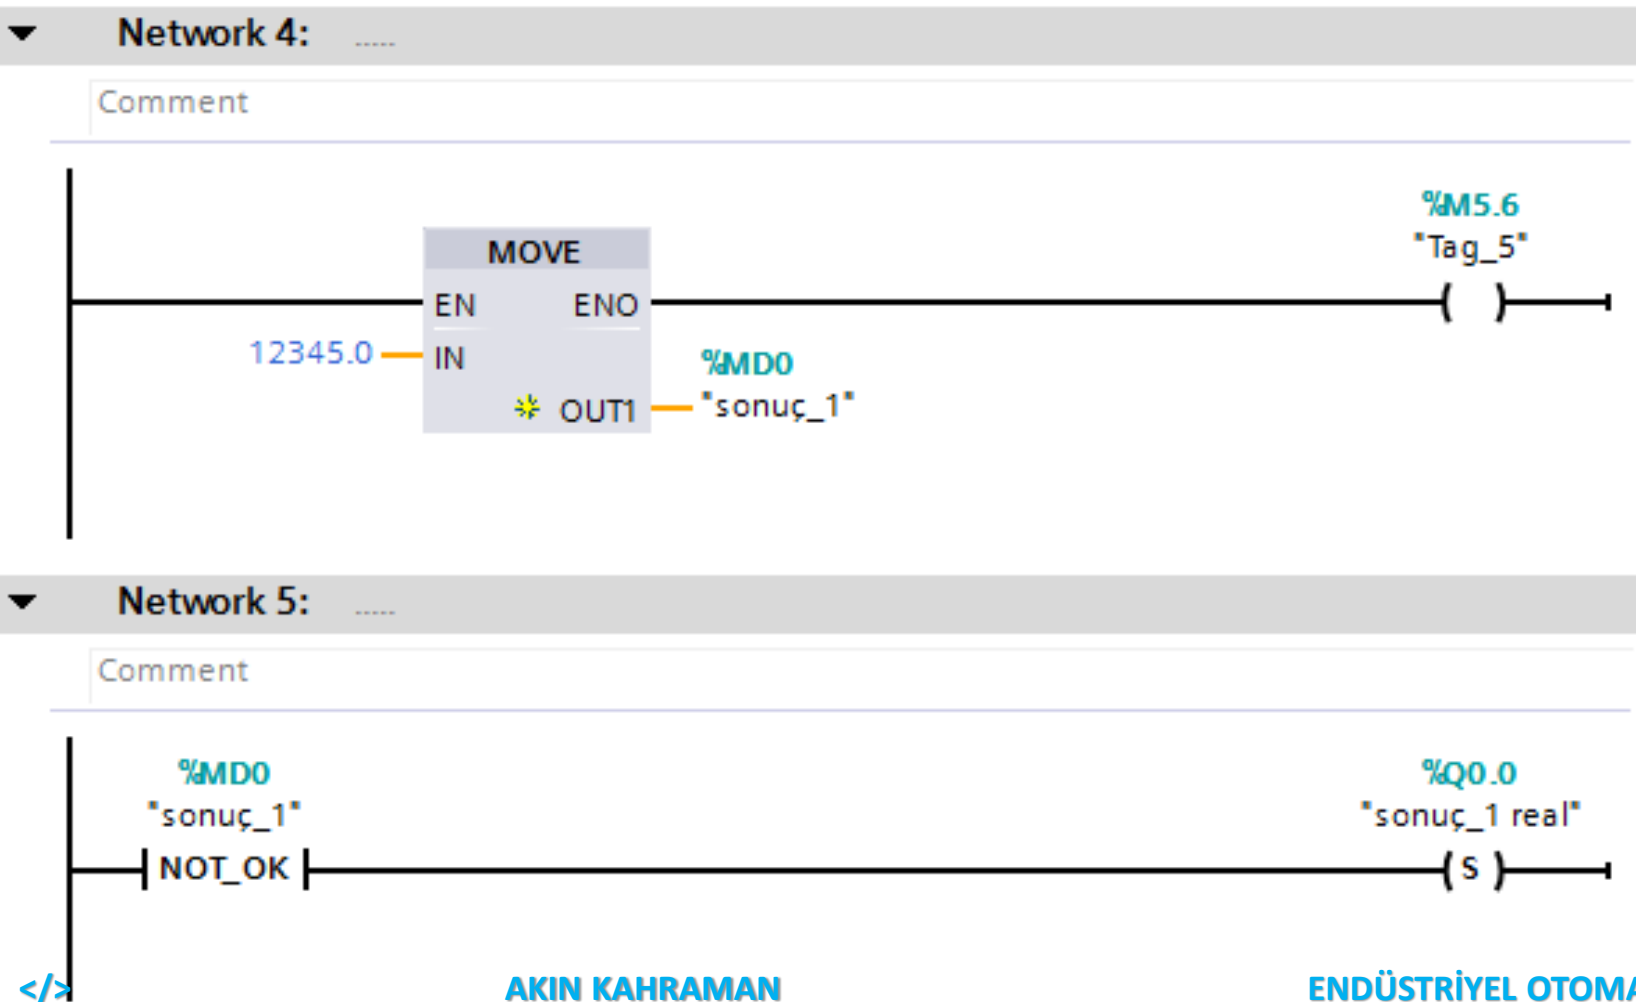 Network 4: .....
Comment
%M5.6
"Tag_5"
MOVE
EN ENO
( )
12345.0 IN
%MD0
OUT1 "sonuç_1"
Network 5: .....
Comment
%MD0
"sonuç_1"
NOT_OK
%Q0.0
"sonuç_1 real"
( S )
</> AKIN KAHRAMAN ENDÜSTRİYEL OTOMA